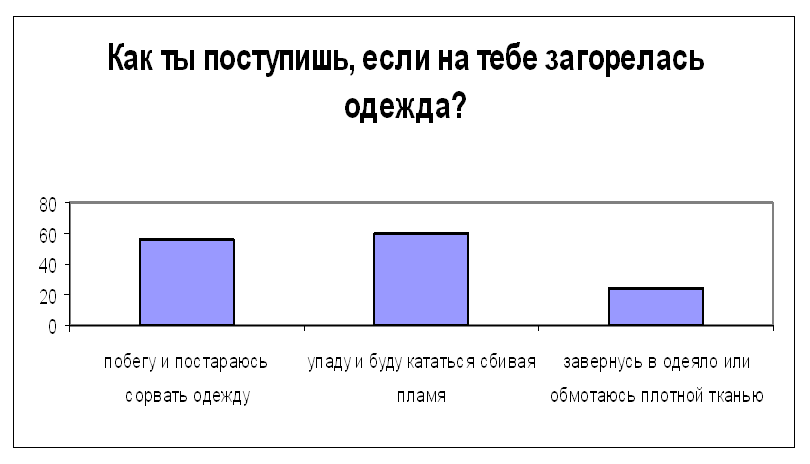 Как ты поступишь, если на тебе загорелась
одежда?
80
60
40
20
0
побегу и постараюсь
сорвать одежду
упаду и буду кататься сбивая
пламя
завернусь в одеяло или
обмотаюсь плотной тканью